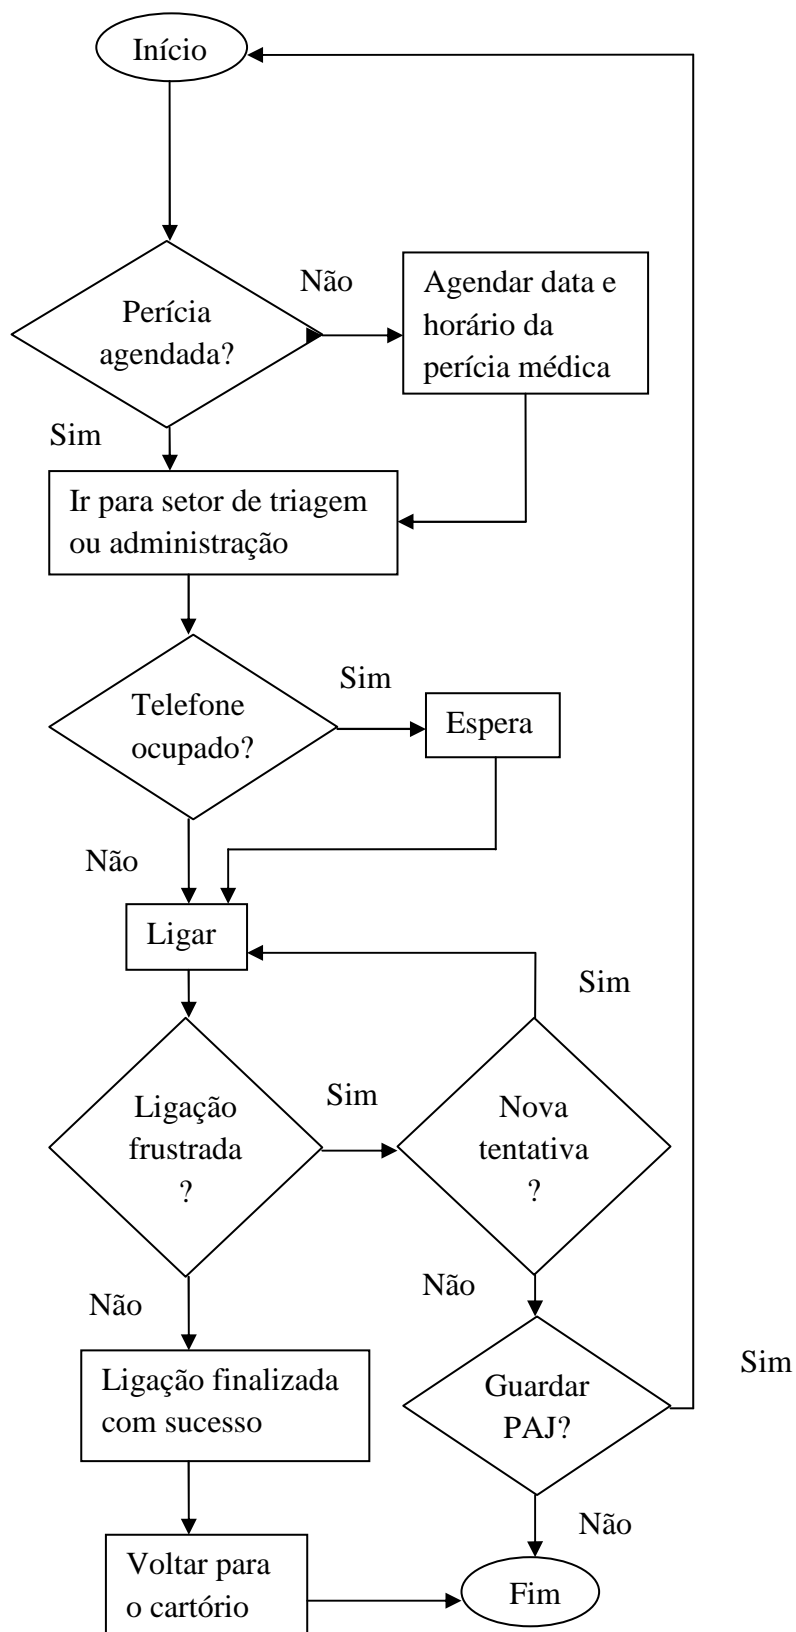 Início
Não
Agendar data e
horário da
perícia médica
Perícia
agendada?
Sim
Ir para setor de triagem
ou administração
Sim
Telefone
ocupado?
Espera
Não
Ligar
Sim
Ligação
frustrada
?
Sim
Nova
tentativa
?
Não
Não
Ligação finalizada
com sucesso
Guardar
PAJ?
Sim
Não
Voltar para
o cartório
Fim